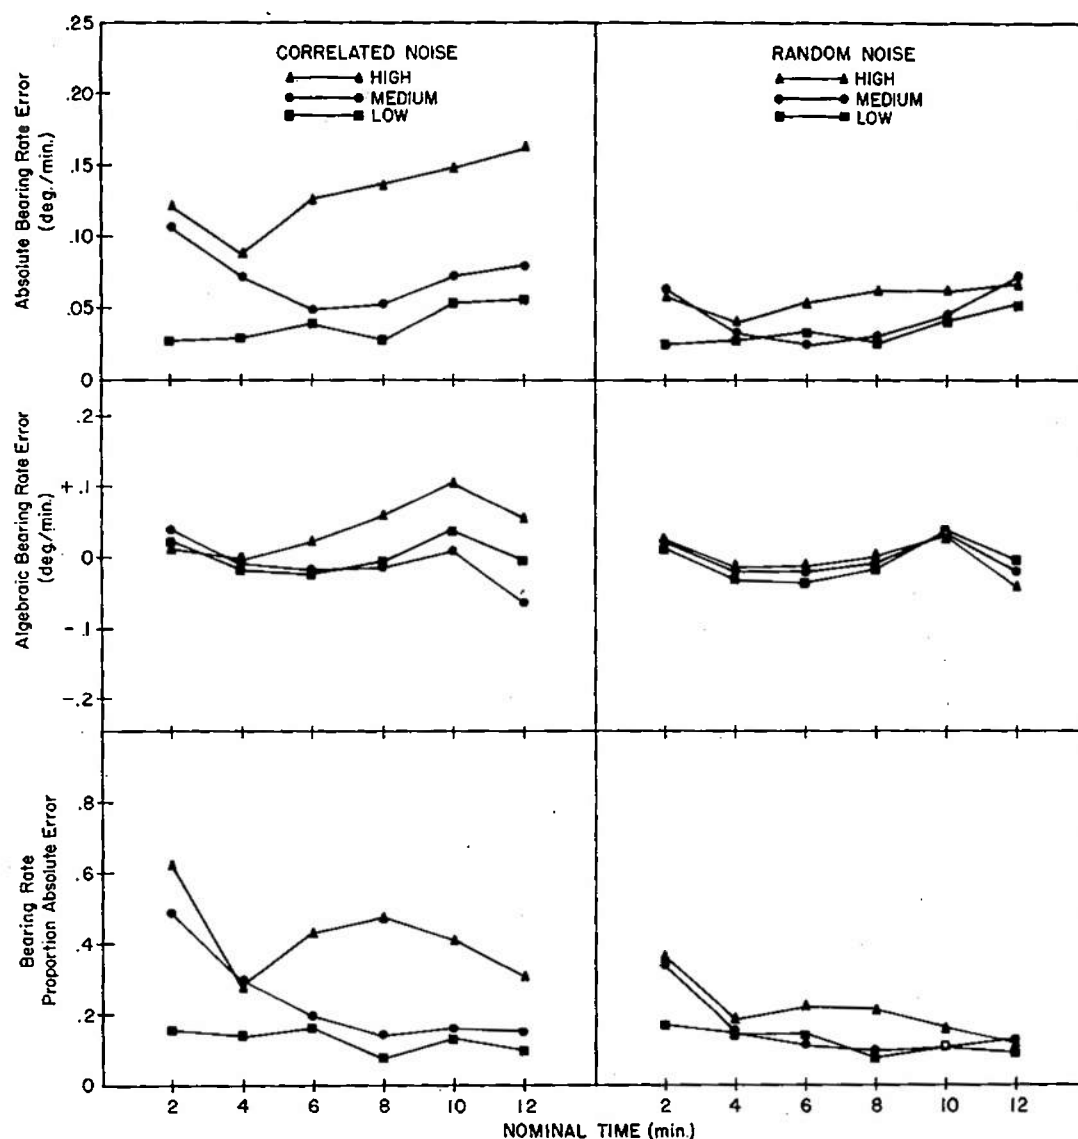 Absolute Bearing Rate Error
(deg./min.)
.25
.20
.15
.10
.05
0
CORRELATED NOISE
HIGH
MEDIUM
LOW
RANDOM NOISE
HIGH
MEDIUM
LOW
Algebraic Bearing Rate Error
(deg./min.)
.2
+.1
0
-.1
-.2
Bearing Rate
Proportion Absolute Error
.8
.6
.4
.2
0
2 4 6 8 10 12
2 4 6 8 10 12
NOMINAL TIME (min.)